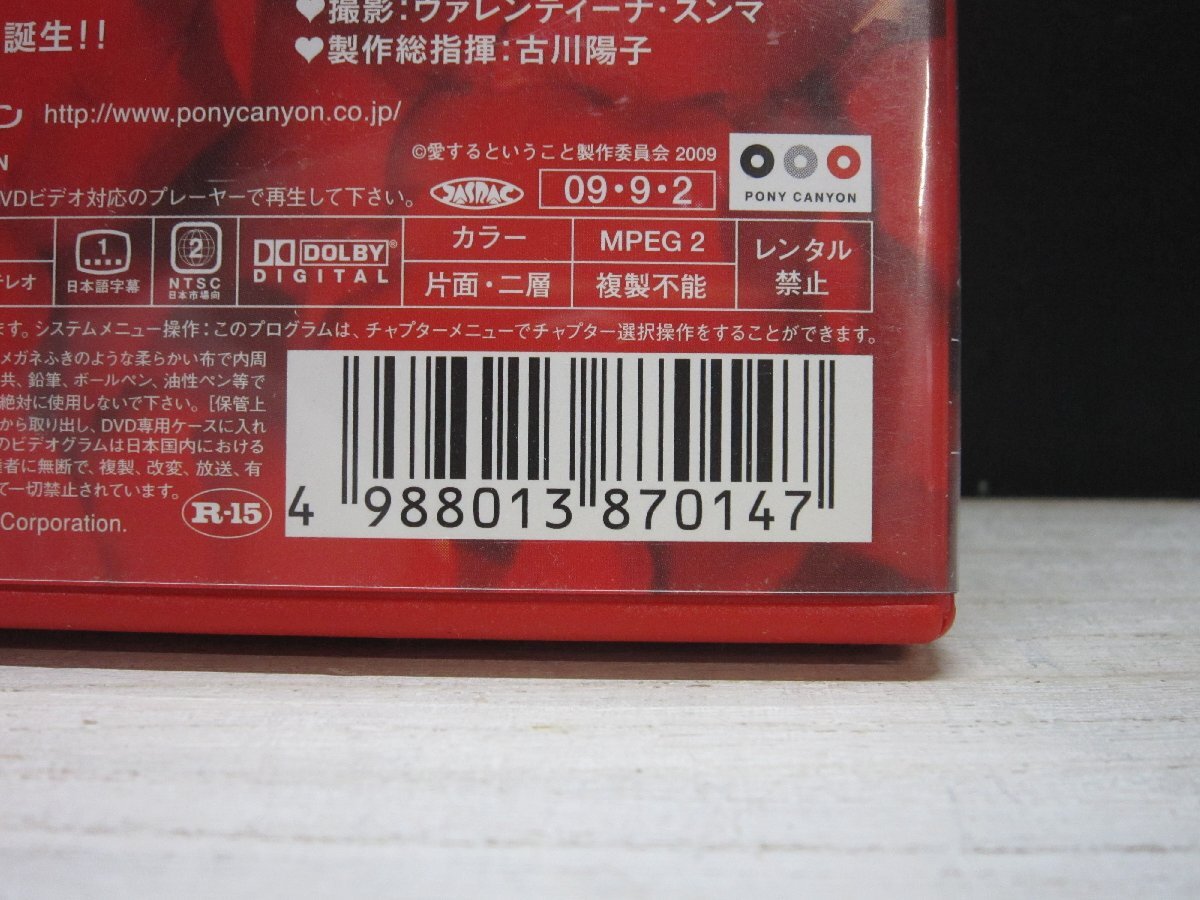 ♥撮影:ヴァレンティーナ・スンマ
誕生!!
♥製作総指揮:古川陽子
ン http://www.ponycanyon.co.jp/
N
©愛するということ製作委員会 2009
VDビデオ対応のプレーヤーで再生して下さい。
JASRAC
09・9・2
PONY CANYON
テレオ
1
日本語字幕
2
NTSC
日本市場向
DOLBY®
DIGITAL
カラー
片面・二層
MPEG 2
複製不能
レンタル
禁止
ます。システムメニュー操作:このプログラムは、チャプターメニューでチャプター選択操作をすることができます。
メガネふきのような柔らかい布で内周
共、鉛筆、ボールペン、油性ペン等で
絶対に使用しないで下さい。[保管上
から取り出し、DVD専用ケースに入れ
のビデオグラムは日本国内における
権者に無断で、複製、改変、放送、有
て一切禁止されています。
R-15
Corporation.
4 988013 870147